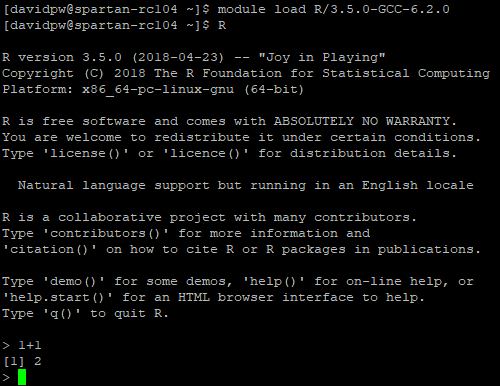 [davidpw@spartan-rc104 ~]$ module load R/3.5.0-GCC-6.2.0
[davidpw@spartan-rc104 ~]$ R
R version 3.5.0 (2018-04-23) -- "Joy in Playing"
Copyright (C) 2018 The R Foundation for Statistical Computing
Platform: x86_64-pc-linux-gnu (64-bit)
R is free software and comes with ABSOLUTELY NO WARRANTY.
You are welcome to redistribute it under certain conditions.
Type 'license()' or 'licence()' for distribution details.
Natural language support but running in an English locale
R is a collaborative project with many contributors.
Type 'contributors()' for more information and
'citation()' on how to cite R or R packages in publications.
Type 'demo()' for some demos, 'help()' for on-line help, or
'help.start()' for an HTML browser interface to help.
Type 'q()' to quit R.
> 1+1
[1] 2
>